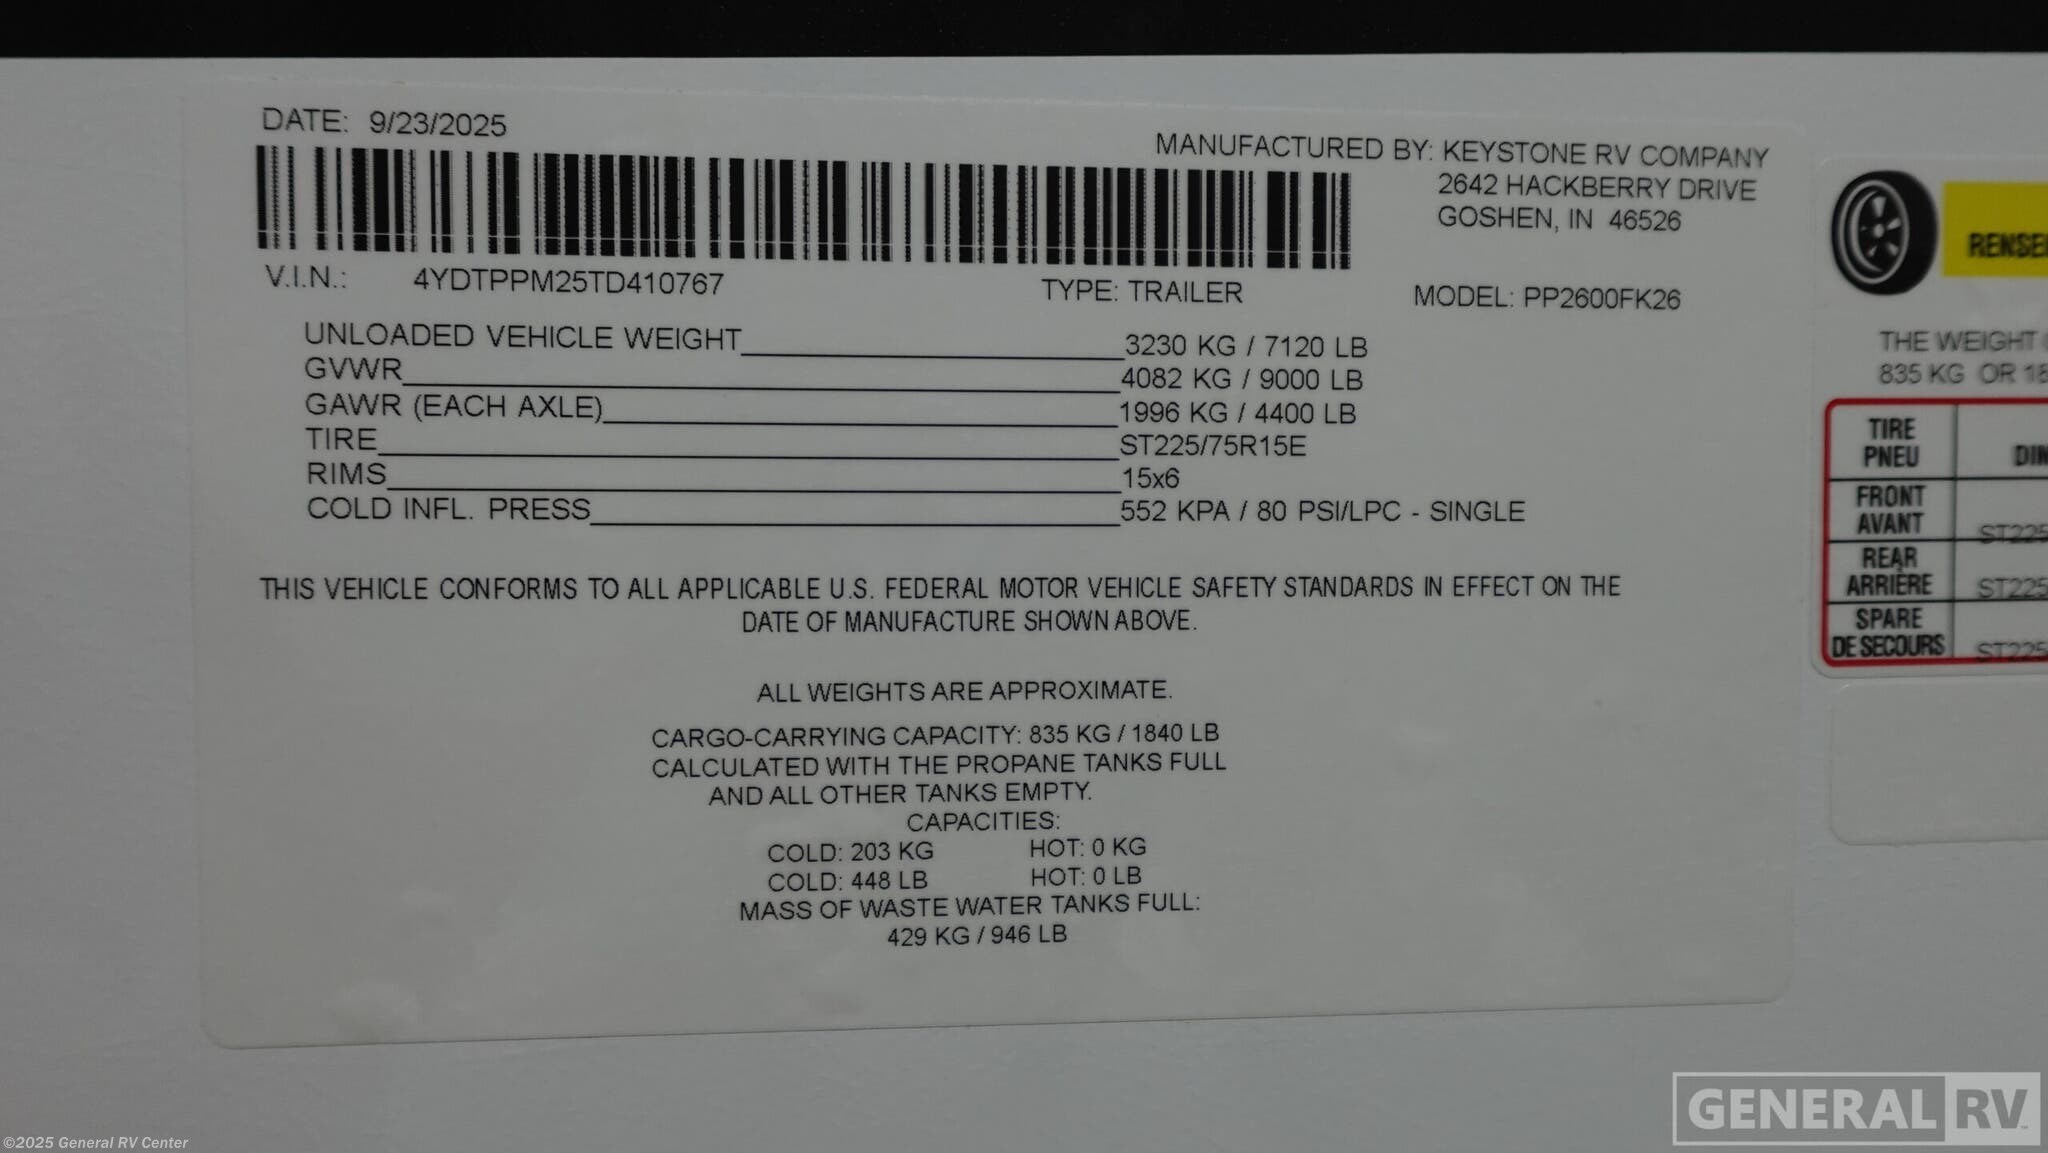 DATE: 9/23/2025
MANUFACTURED BY: KEYSTONE RV COMPANY
2642 HACKBERRY DRIVE
GOSHEN, IN 46526
V.I.N.: 4YDTPPM25TD410767 TYPE: TRAILER MODEL: PP2600FK26
UNLOADED VEHICLE WEIGHT 3230 KG / 7120 LB
GVWR 4082 KG / 9000 LB
GAWR (EACH AXLE) 1996 KG / 4400 LB
TIRE ST225/75R15E
RIMS 15x6
COLD INFL. PRESS 552 KPA / 80 PSI/LPC - SINGLE
THIS VEHICLE CONFORMS TO ALL APPLICABLE U.S. FEDERAL MOTOR VEHICLE SAFETY STANDARDS IN EFFECT ON THE
DATE OF MANUFACTURE SHOWN ABOVE.
ALL WEIGHTS ARE APPROXIMATE.
CARGO-CARRYING CAPACITY: 835 KG / 1840 LB
CALCULATED WITH THE PROPANE TANKS FULL
AND ALL OTHER TANKS EMPTY.
CAPACITIES:
COLD: 203 KG HOT: 0 KG
COLD: 448 LB HOT: 0 LB
MASS OF WASTE WATER TANKS FULL:
429 KG / 946 LB
THE WEIGHT
835 KG OR 18
TIRE
PNEU
FRONT
AVANT
ST225
REAR
ARRIÈRE
ST225
SPARE
DE SECOURS
ST225
GENERAL RV
©2025 General RV Center